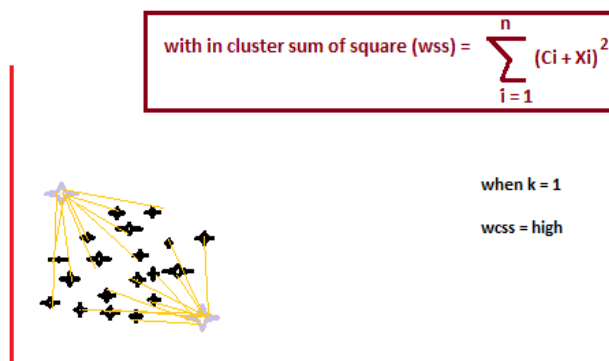 n
with in cluster sum of square (wss) = ∑ (Ci + Xi)²
i = 1
when k = 1
wcss = high